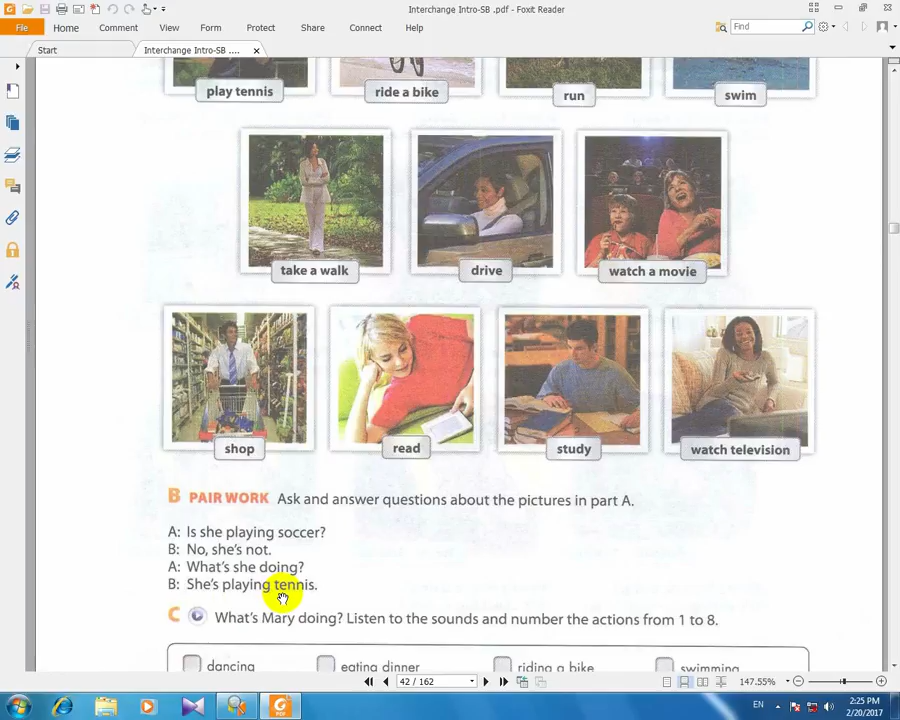 Interchange Intro-SB .pdf - Foxit Reader
File Home Comment View Form Protect Share Connect Help Find
Start Interchange Intro-SB ....
play tennis ride a bike run swim
take a walk drive watch a movie
shop read study watch television
B PAIR WORK Ask and answer questions about the pictures in part A.
A: Is she playing soccer?
B: No, she's not.
A: What's she doing?
B: She's playing tennis.
C What's Mary doing? Listen to the sounds and number the actions from 1 to 8.
dancing eating dinner riding a bike swimming
42 / 162 147.55%
EN 2:25 PM
2/20/2017